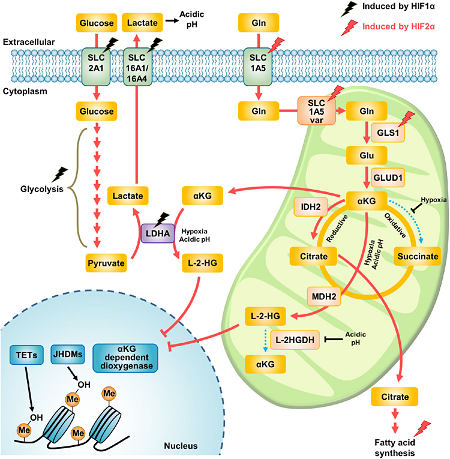 Induced by HIF1α
Induced by HIF2α
Glucose
Lactate
Acidic
pH
Gln
Extracellular
SLC
2A1
SLC
16A1/
16A4
SLC
1A5
Cytoplasm
Glucose
Gln
SLC
1A5
var
Gln
GLS1
Glu
GLUD1
Glycolysis
Lactate
αKG
αKG
Hypoxia
IDH2
LDHA
Hypoxia
Acidic pH
Reductive
Oxidative
Pyruvate
L-2-HG
Citrate
Hypoxia
Acidic pH
Succinate
MDH2
L-2-HG
L-2HGDH
Acidic
pH
αKG
TETs
JHDMs
αKG
dependent
dioxygenase
OH
Me
OH
Me
Me
Me
Nucleus
Citrate
Fatty acid
synthesis